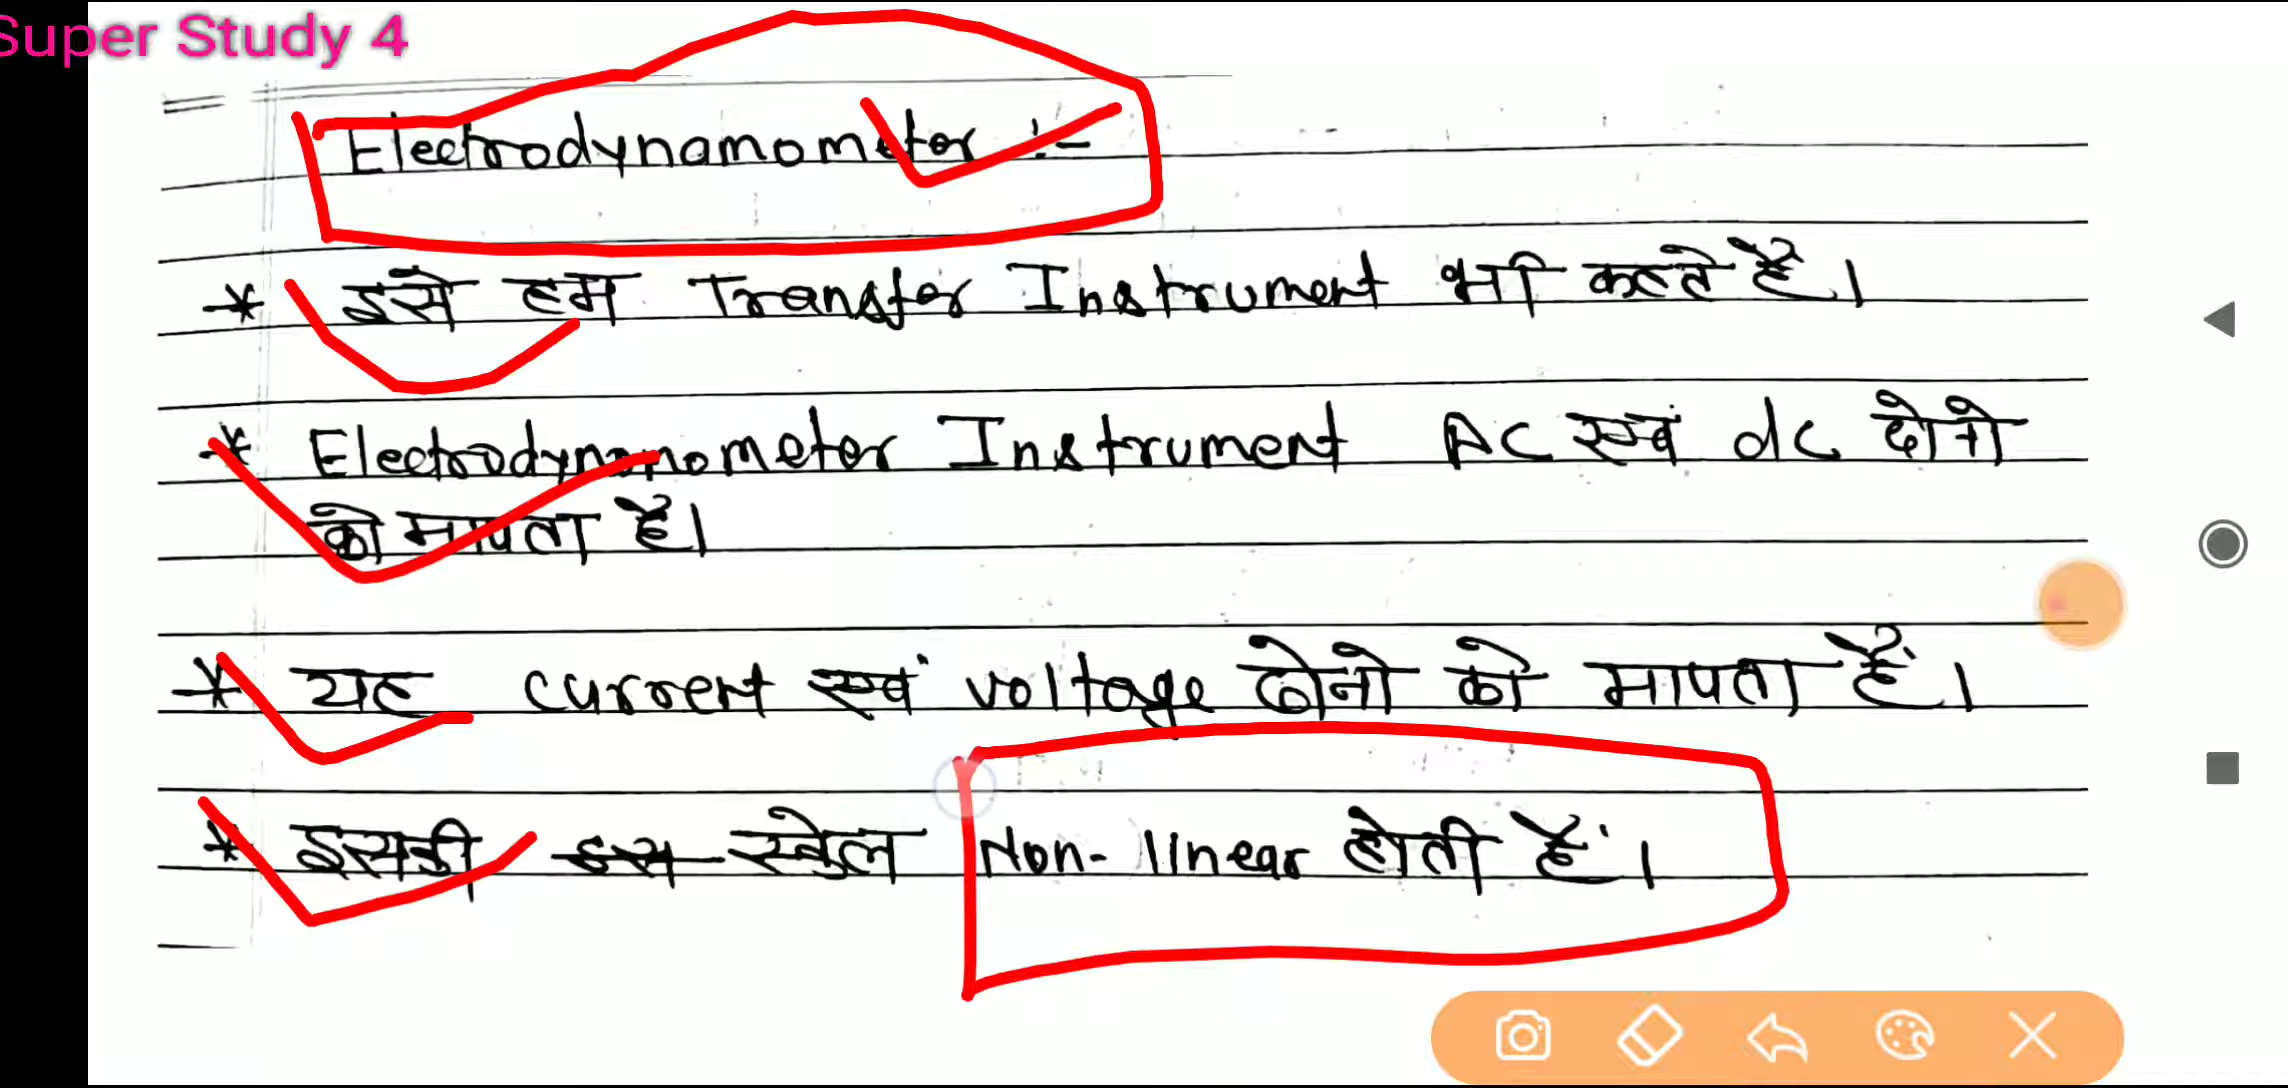 Super Study 4
Electrodynamometer :-
* इसे हम Transfer Instrument भी कहते है।
* Electrodynamometer Instrument AC एवं dc दोनो
को मापता है।
* यह current एवं voltage दोनो को मापता है।
* इसकी इस स्केल Non-linear होती है।